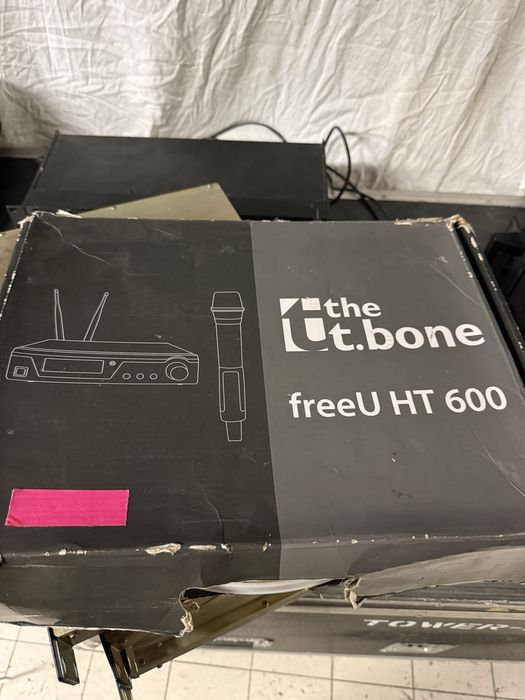 the
t.bone
freeU HT 600
TOWER